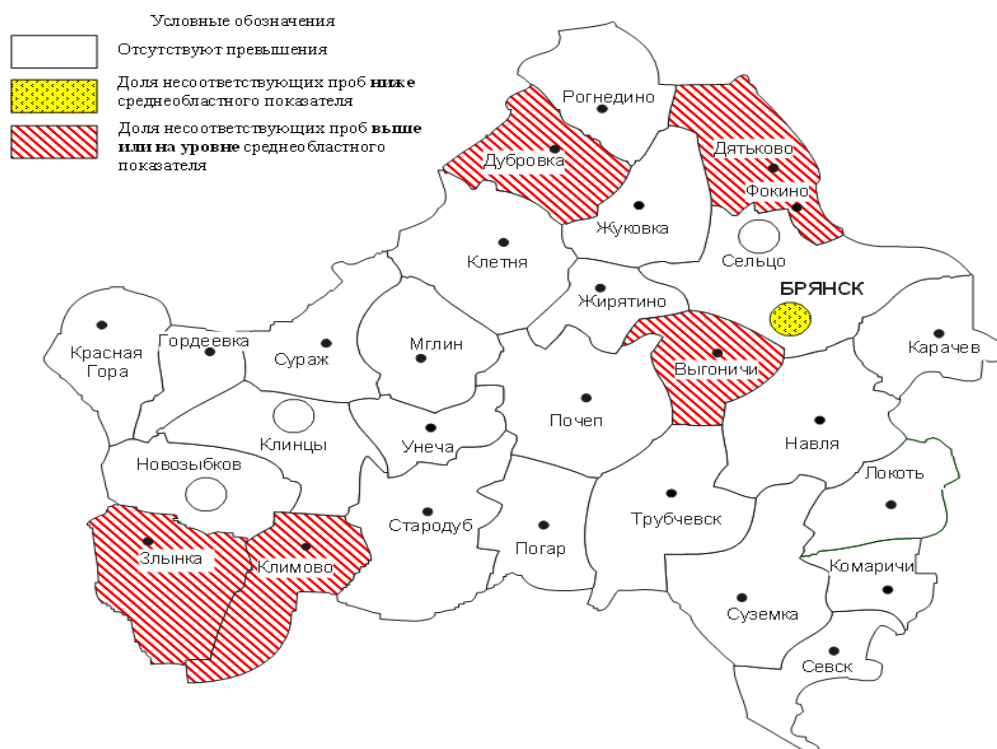 Условные обозначения
Отсутствуют превышения
Доля несоответствующих проб ниже
среднеобластного показателя
Доля несоответствующих проб выше
или на уровне среднеобластного
показателя
Рогнедино
Дубровка
Дятьково
Фокино
Жуковка
Клетня
Сельцо
Жирятино
БРЯНСК
Красная
Гора
Гордеевка
Сураж
Мглин
Выгоничи
Карачев
Почеп
Клинцы
Унеча
Навля
Новозыбков
Локоть
Стародуб
Погар
Трубчевск
Злынка
Климово
Комаричи
Суземка
Севск